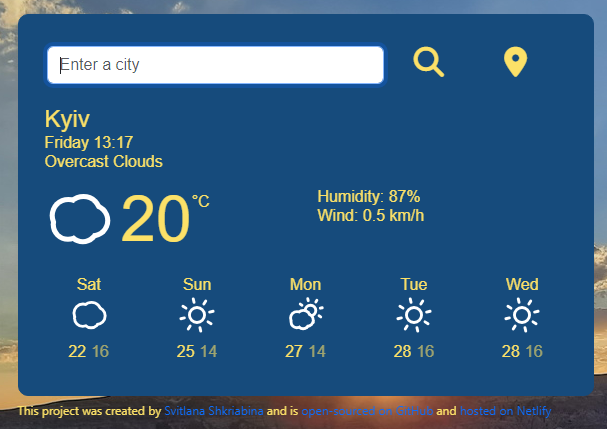 Enter a city
Kyiv
Friday 13:17
Overcast Clouds
20 °C
Humidity: 87%
Wind: 0.5 km/h
Sat Sun Mon Tue Wed
22 16 25 14 27 14 28 16 28 16
This project was created by Svitlana Shkriabina and is open-sourced on GitHub and hosted on Netlify